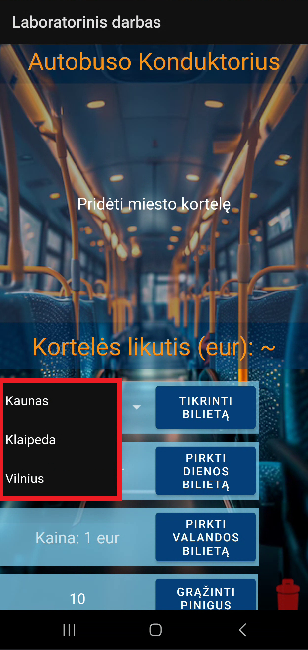 Laboratorinis darbas
Autobuso Konduktorius
Pridėti miesto kortelę
Kortelės likutis (eur): ~
Kaunas
Klaipeda
Vilnius
TIKRINTI
BILIETĄ
PIRKTI
DIENOS
BILIETĄ
Kaina: 1 eur
PIRKTI
VALANDOS
BILIETĄ
10
GRĄŽINTI
PINIGUS